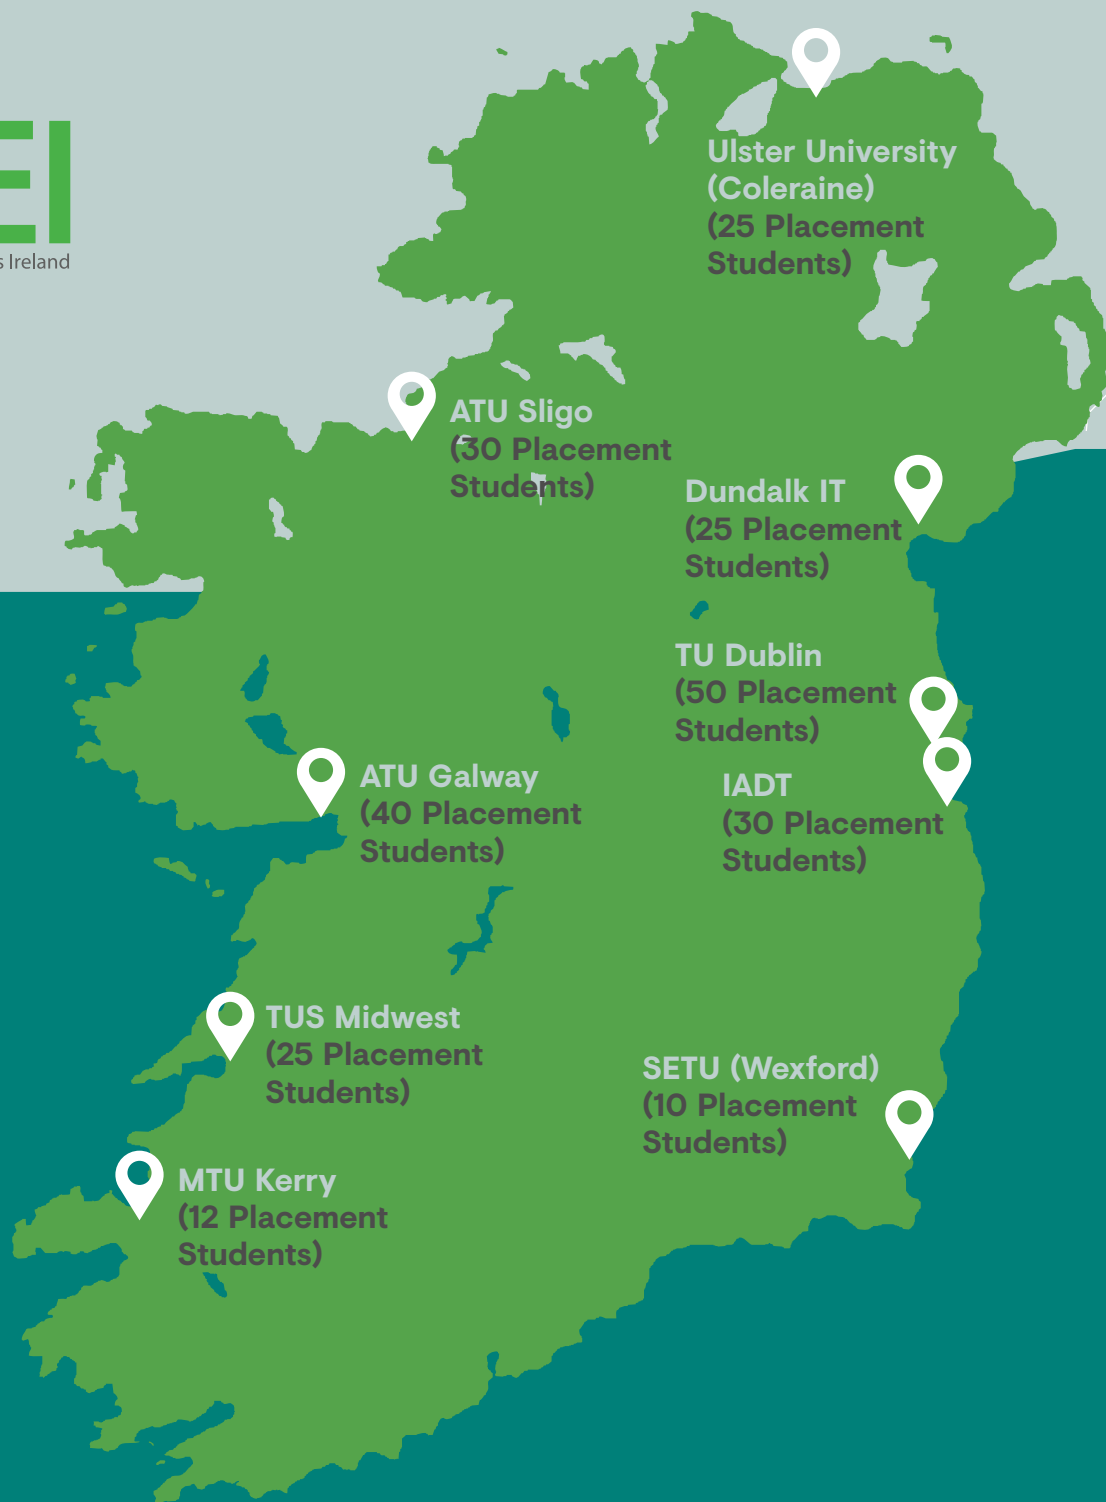 EI
s Ireland
Ulster University
(Coleraine)
(25 Placement
Students)
ATU Sligo
(30 Placement
Students)
Dundalk IT
(25 Placement
Students)
TU Dublin
(50 Placement
Students)
ATU Galway
(40 Placement
Students)
IADT
(30 Placement
Students)
TUS Midwest
(25 Placement
Students)
SETU (Wexford)
(10 Placement
Students)
MTU Kerry
(12 Placement
Students)